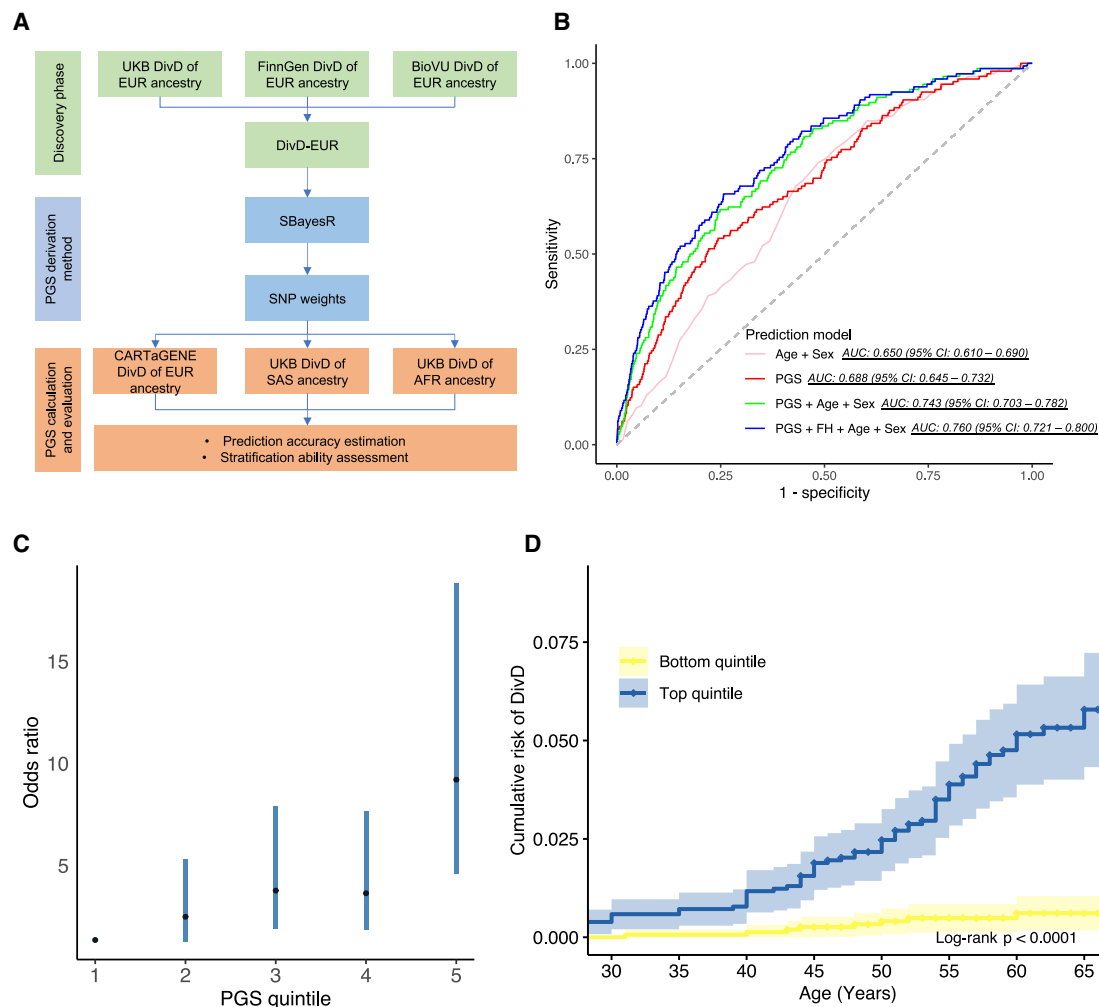 A
Discovery phase
UKB DivD of
EUR ancestry
FinnGen DivD of
EUR ancestry
BioVU DivD of
EUR ancestry
DivD-EUR
PGS derivation
method
SBayesR
SNP weights
PGS calculation
and evaluation
CARTaGENE
DivD of EUR
ancestry
UKB DivD of
SAS ancestry
UKB DivD of
AFR ancestry
• Prediction accuracy estimation
• Stratification ability assessment
B
Sensitivity
1.00
0.75
0.50
0.25
0.00
Prediction model
Age + Sex AUC: 0.650 (95% CI: 0.610 – 0.690)
PGS AUC: 0.688 (95% CI: 0.645 – 0.732)
PGS + Age + Sex AUC: 0.743 (95% CI: 0.703 – 0.782)
PGS + FH + Age + Sex AUC: 0.760 (95% CI: 0.721 – 0.800)
0.00 0.25 0.50 0.75 1.00
1 - specificity
C
Odds ratio
15
10
5
1 2 3 4 5
PGS quintile
D
Cumulative risk of DivD
0.075
0.050
0.025
0.000
Bottom quintile
Top quintile
Log-rank p < 0.0001
30 35 40 45 50 55 60 65
Age (Years)